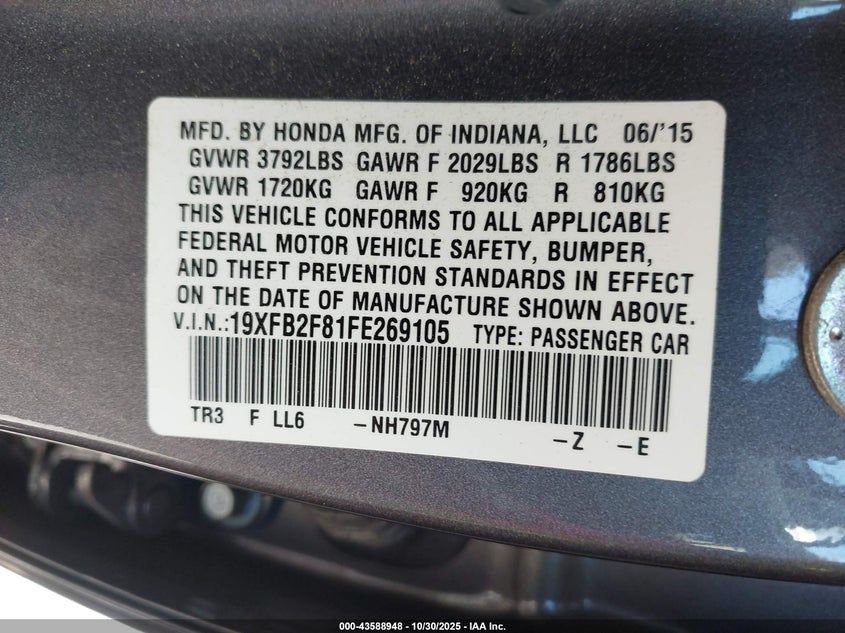 MFD. BY HONDA MFG. OF INDIANA, LLC 06/'15
GVWR 3792LBS GAWR F 2029LBS R 1786LBS
GVWR 1720KG GAWR F 920KG R 810KG
THIS VEHICLE CONFORMS TO ALL APPLICABLE
FEDERAL MOTOR VEHICLE SAFETY, BUMPER,
AND THEFT PREVENTION STANDARDS IN EFFECT
ON THE DATE OF MANUFACTURE SHOWN ABOVE.
V.I.N.:19XFB2F81FE269105 TYPE: PASSENGER CAR
TR3 F LL6 -NH797M -Z -E
000-43588948 - 10/30/2025 - IAA Inc.